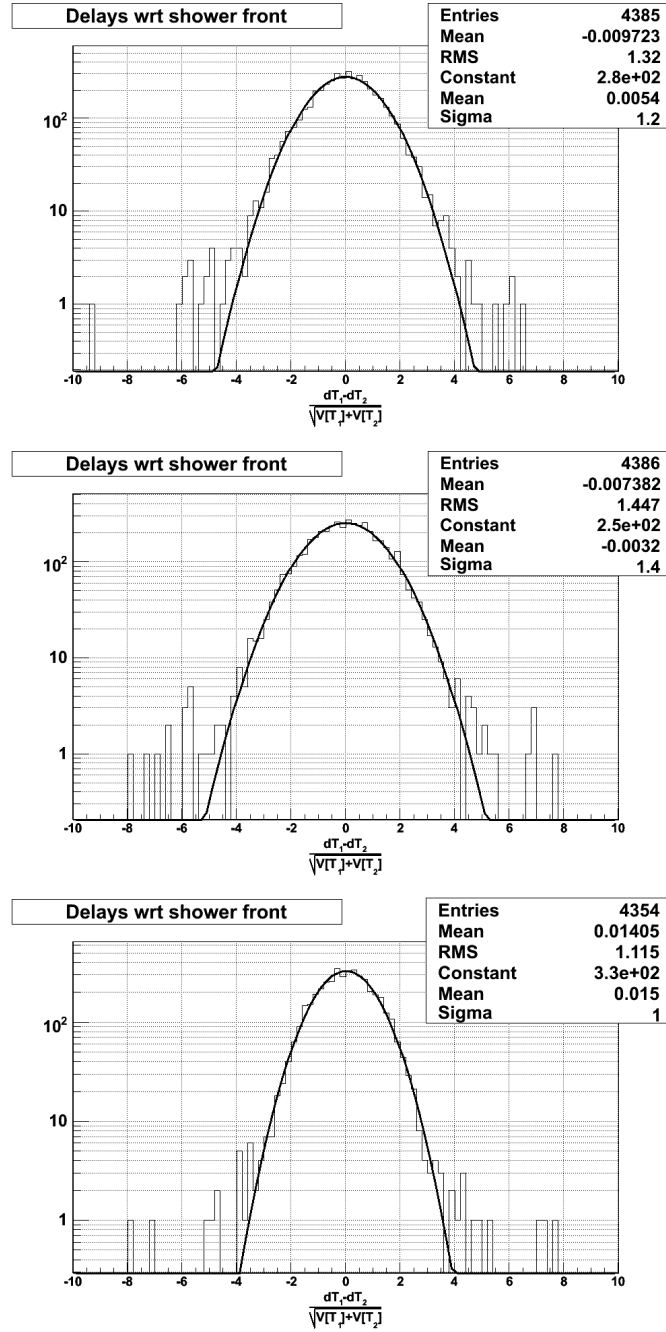 Delays wrt shower front
Entries 4385
Mean -0.009723
RMS 1.32
Constant 2.8e+02
Mean 0.0054
Sigma 1.2
10²
10
1
-10 -8 -6 -4 -2 0 2 4 6 8 10
dT₁-dT₂
√V[T₁]+V[T₂]
Delays wrt shower front
Entries 4386
Mean -0.007382
RMS 1.447
Constant 2.5e+02
Mean -0.0032
Sigma 1.4
10²
10
1
-10 -8 -6 -4 -2 0 2 4 6 8 10
dT₁-dT₂
√V[T₁]+V[T₂]
Delays wrt shower front
Entries 4354
Mean 0.01405
RMS 1.115
Constant 3.3e+02
Mean 0.015
Sigma 1
10²
10
1
-10 -8 -6 -4 -2 0 2 4 6 8 10
dT₁-dT₂
√V[T₁]+V[T₂]